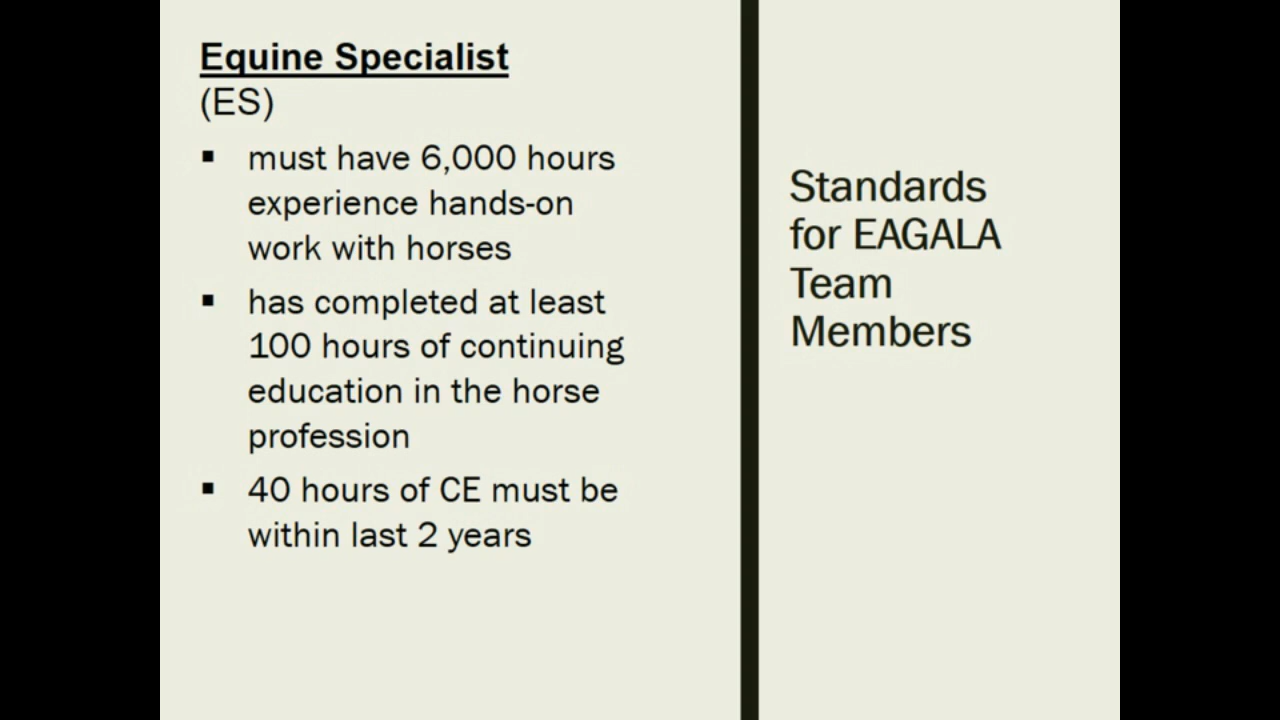 Equine Specialist
(ES)
▪ must have 6,000 hours
experience hands-on
work with horses
▪ has completed at least
100 hours of continuing
education in the horse
profession
▪ 40 hours of CE must be
within last 2 years
Standards
for EAGALA
Team
Members